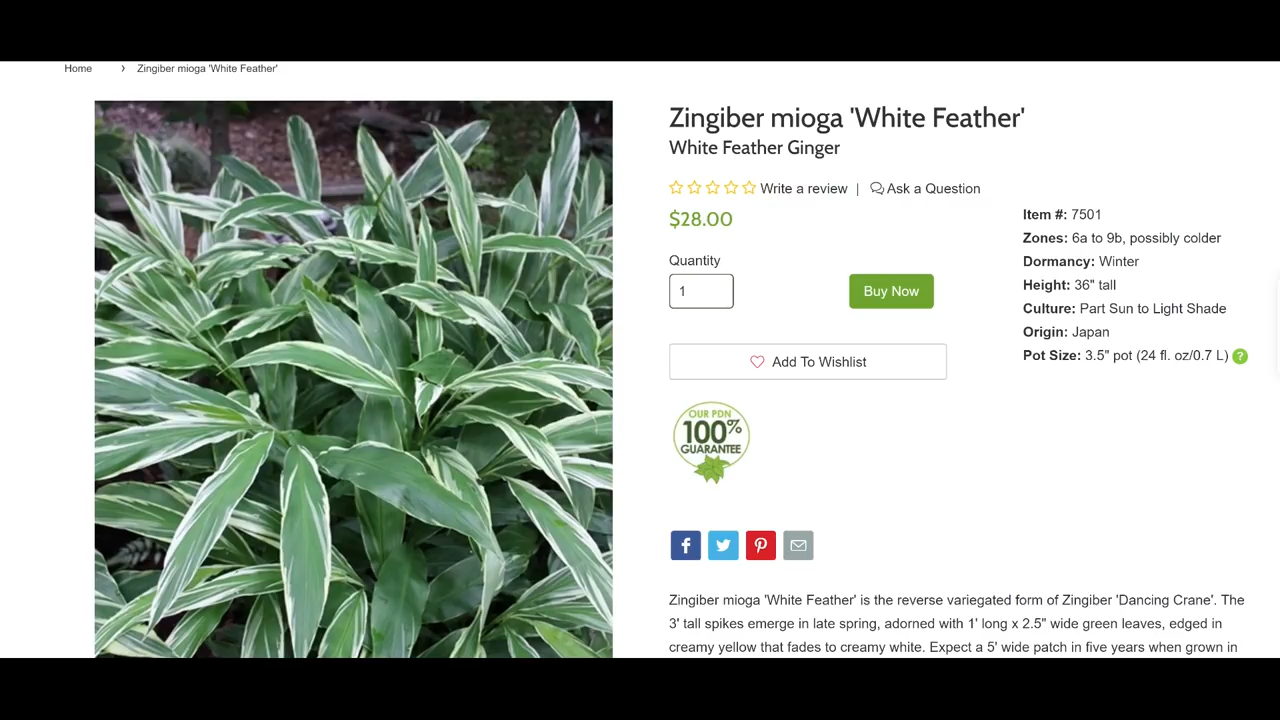 Home › Zingiber mioga 'White Feather'
Zingiber mioga 'White Feather'
White Feather Ginger
Write a review | Ask a Question
$28.00
Quantity
1
Buy Now
Add To Wishlist
Item #: 7501
Zones: 6a to 9b, possibly colder
Dormancy: Winter
Height: 36" tall
Culture: Part Sun to Light Shade
Origin: Japan
Pot Size: 3.5" pot (24 fl. oz/0.7 L) ?
OUR PDN
100%
GUARANTEE
Zingiber mioga 'White Feather' is the reverse variegated form of Zingiber 'Dancing Crane'. The
3' tall spikes emerge in late spring, adorned with 1' long x 2.5" wide green leaves, edged in
creamy yellow that fades to creamy white. Expect a 5' wide patch in five years when grown in